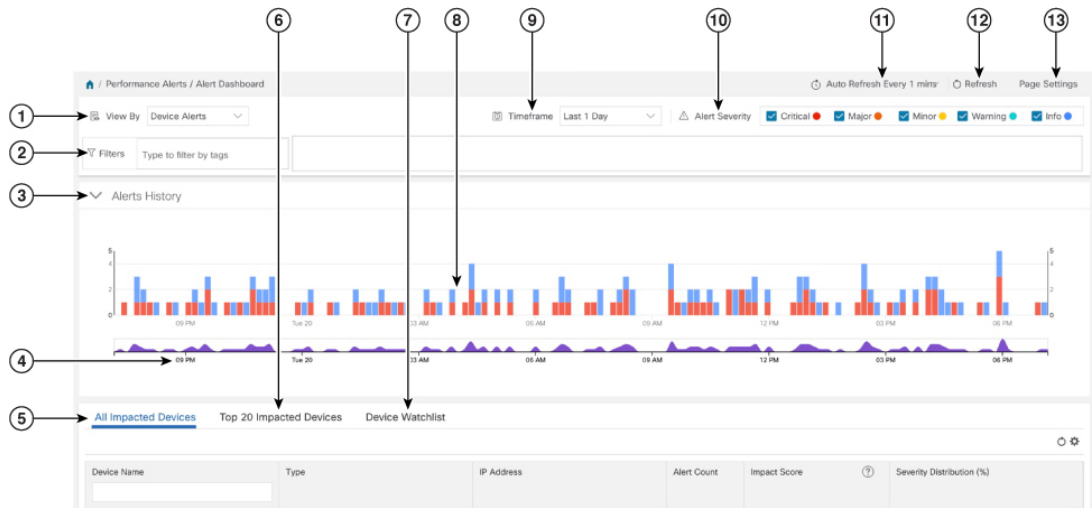 6 7 8 9 10 11 12 13
/ Performance Alerts / Alert Dashboard Auto Refresh Every 1 mins Refresh Page Settings
1 View By Device Alerts Timeframe Last 1 Day Alert Severity Critical Major Minor Warning Info
2 Filters Type to filter by tags
3 Alerts History
5 5
4 4
2 2
0 0
09 PM Tue 20 03 AM 06 AM 09 AM 12 PM 03 PM 06 PM
4 09 PM Tue 20 03 AM 06 AM 09 AM 12 PM 03 PM 06 PM
5 All Impacted Devices Top 20 Impacted Devices Device Watchlist
Device Name Type IP Address Alert Count Impact Score ? Severity Distribution (%)